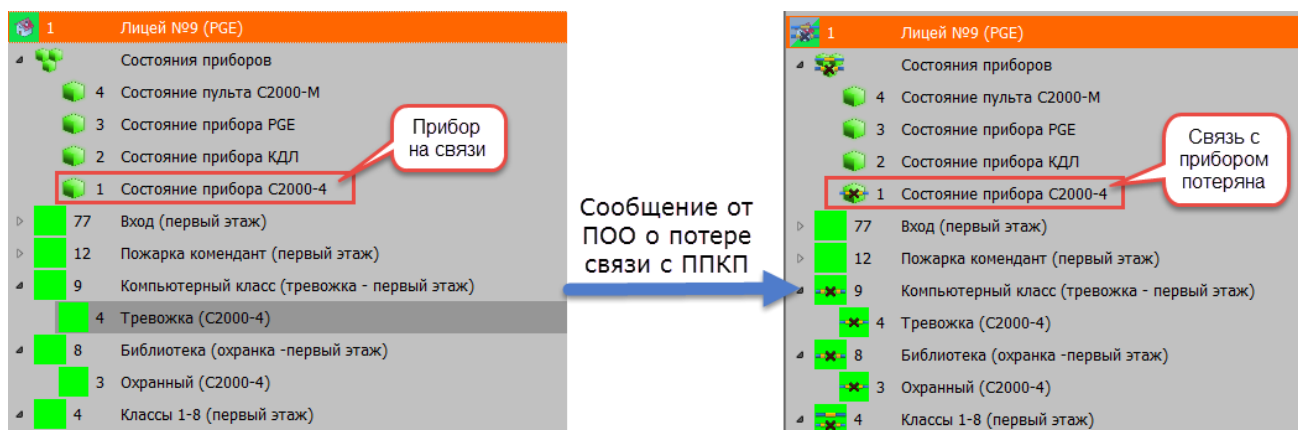 1 Лицей №9 (PGE)
Состояния приборов
4 Состояние пульта С2000-М
3 Состояние прибора PGE
2 Состояние прибора КДЛ
1 Состояние прибора С2000-4
77 Вход (первый этаж)
12 Пожарка комендант (первый этаж)
9 Компьютерный класс (тревожка - первый этаж)
4 Тревожка (С2000-4)
8 Библиотека (охранка -первый этаж)
3 Охранный (С2000-4)
4 Классы 1-8 (первый этаж)
Прибор
на связи
Сообщение от
ПОО о потере
связи с ППКП
1 Лицей №9 (PGE)
Состояния приборов
4 Состояние пульта С2000-М
3 Состояние прибора PGE
2 Состояние прибора КДЛ
1 Состояние прибора С2000-4
77 Вход (первый этаж)
12 Пожарка комендант (первый этаж)
9 Компьютерный класс (тревожка - первый этаж)
4 Тревожка (С2000-4)
8 Библиотека (охранка -первый этаж)
3 Охранный (С2000-4)
4 Классы 1-8 (первый этаж)
Связь с
прибором
потеряна